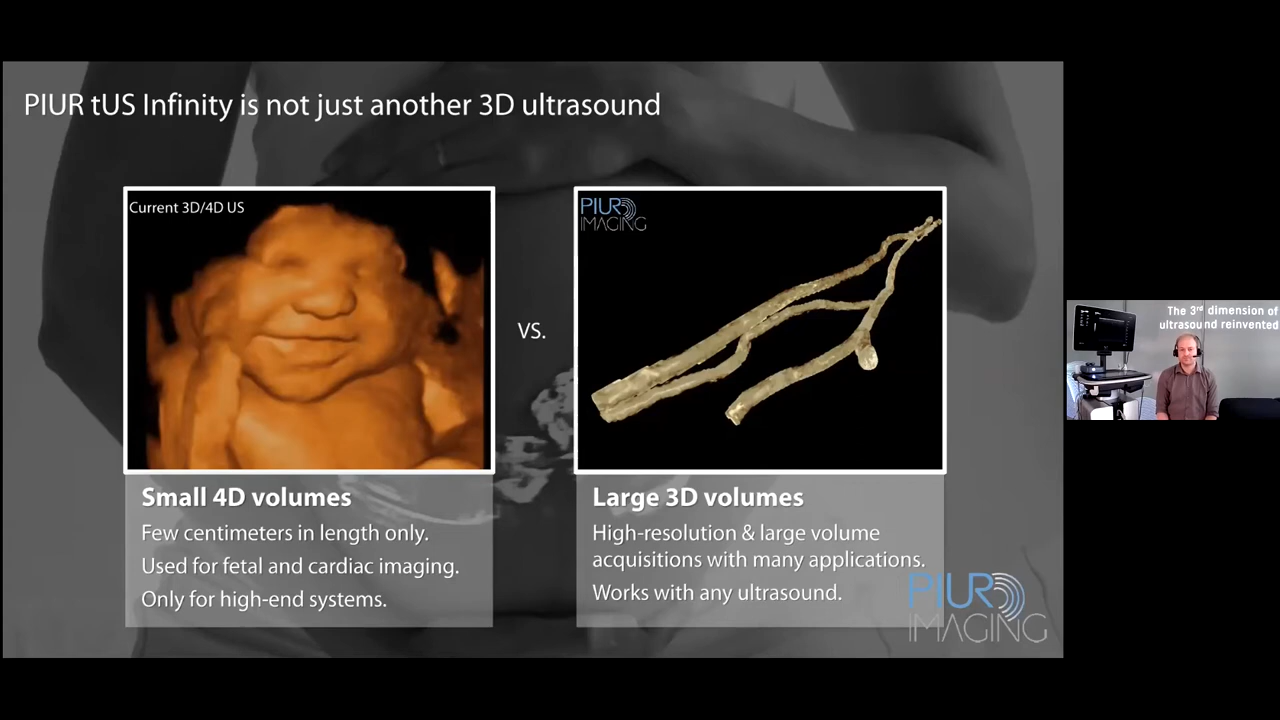 PIUR tUS Infinity is not just another 3D ultrasound
Current 3D/4D US
VS.
PIUR
IMAGING
Small 4D volumes
Few centimeters in length only.
Used for fetal and cardiac imaging.
Only for high-end systems.
Large 3D volumes
High-resolution & large volume
acquisitions with many applications.
Works with any ultrasound.
PIUR
IMAGING
The 3rd dimension of
ultrasound reinvented